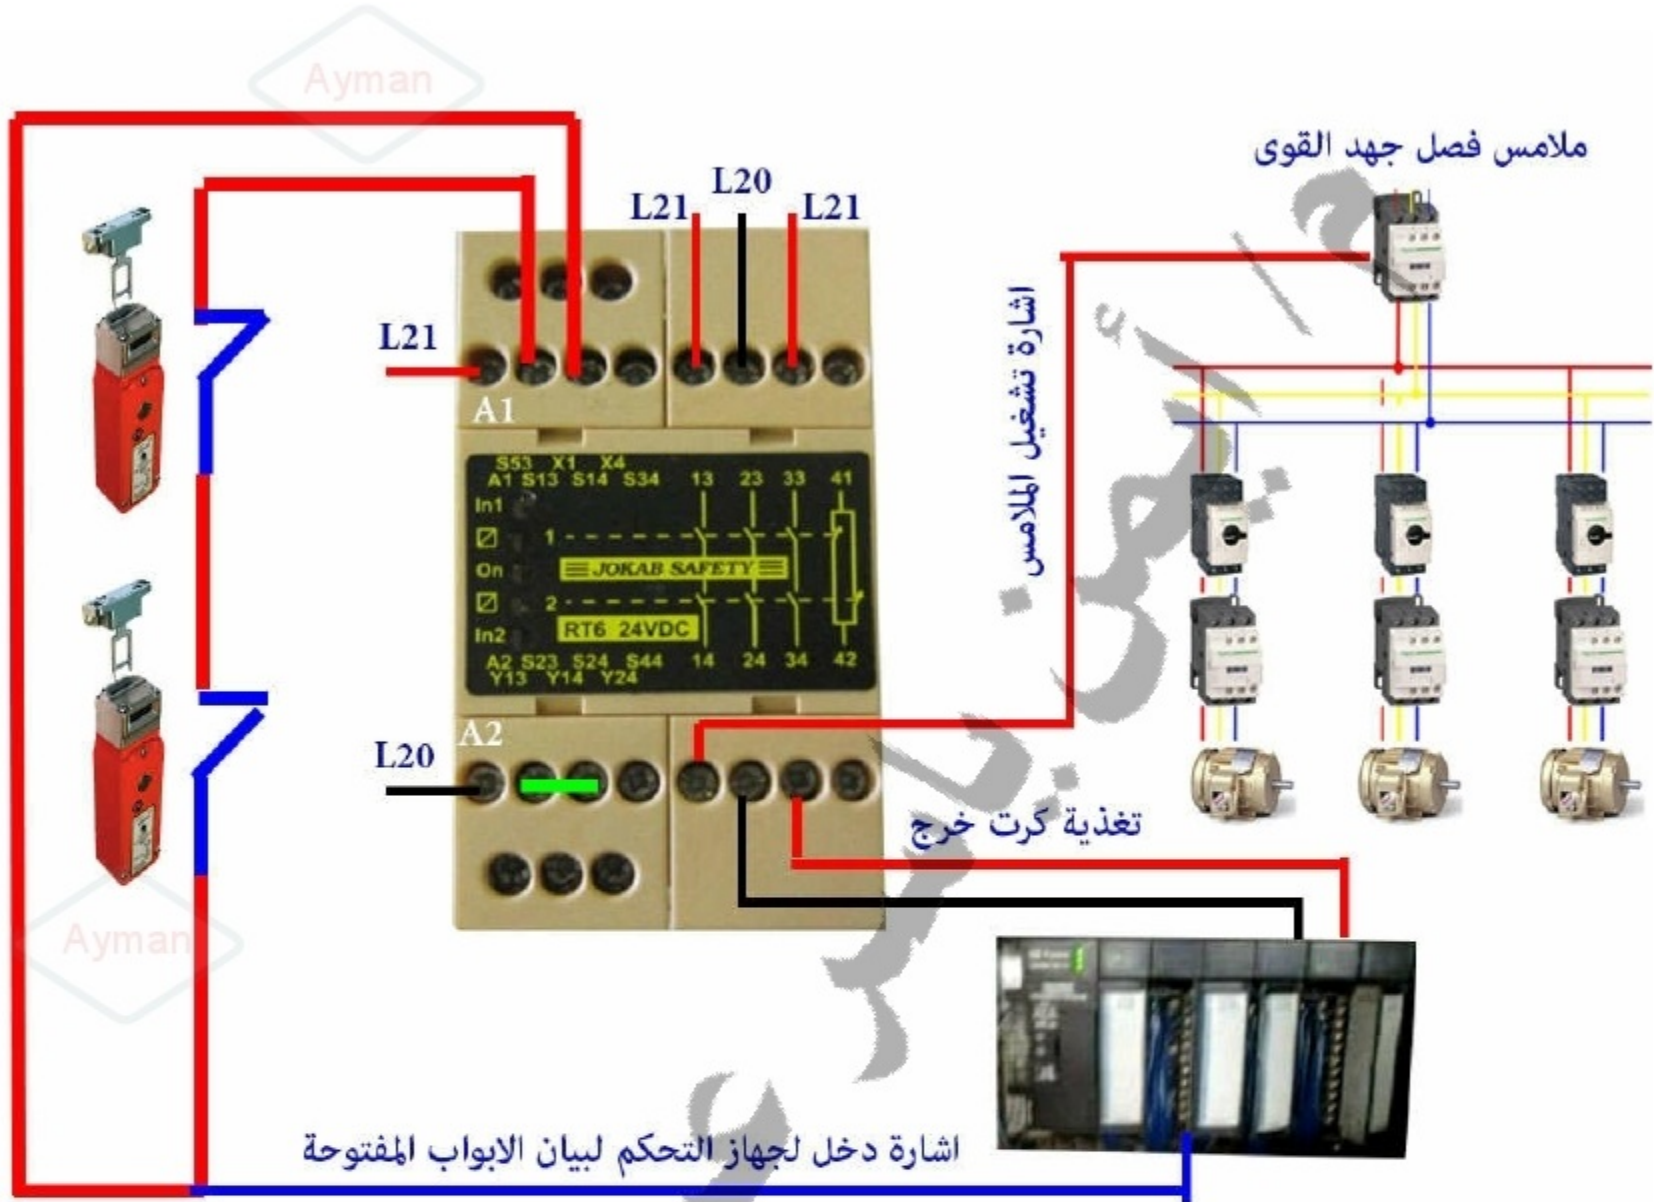 Ayman
ملامس فصل جهد القوى
L21
L20
L21
L21
A1
اشارة تشغيل الملامس
S53 X1 X4
A1 S13 S14 S34 13 23 33 41
In1
1
JOKAB SAFETY
On
2
RT6 24VDC
In2
A2 S23 S24 S44 14 24 34 42
Y13 Y14 Y24
A2
L20
تغذية كرت خرج
Ayman
اشارة دخل لجهاز التحكم لبيان الابواب المفتوحة
م/أيمن ياسري